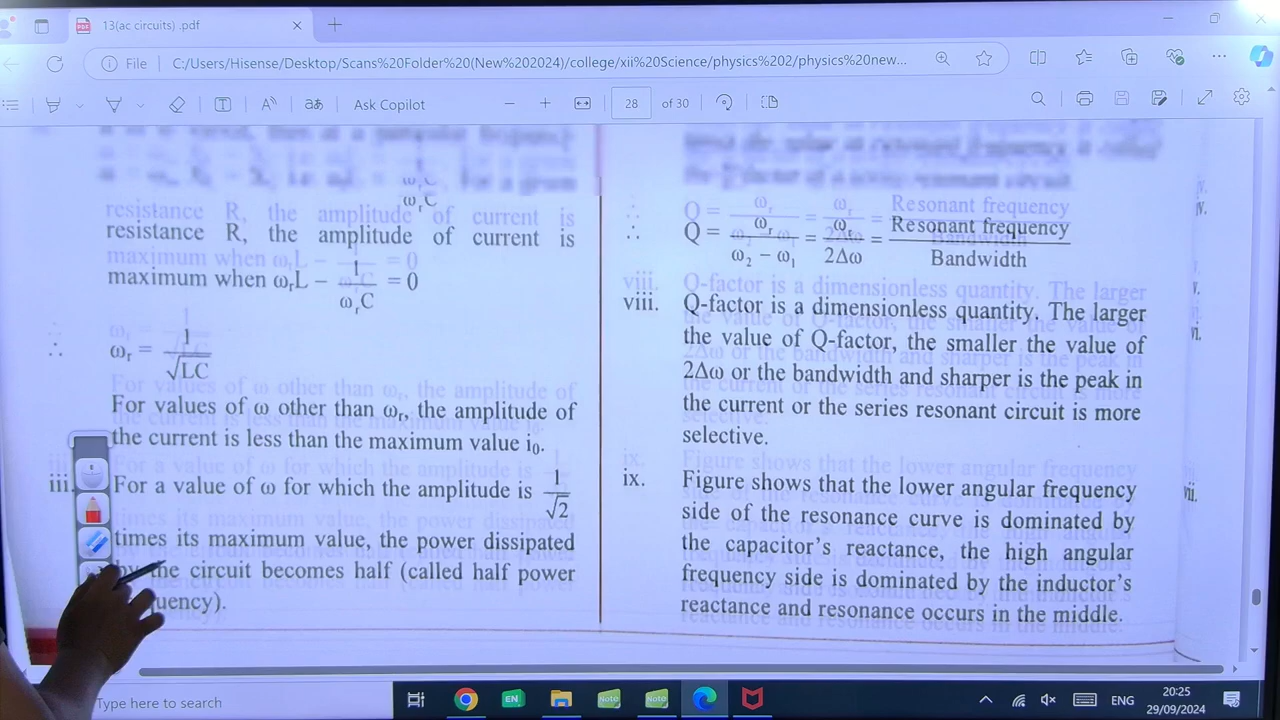 13(ac circuits) .pdf
File
C:/Users/Hisense/Desktop/Scans%20Folder%20(New%202024)/college/xii%20Science/physics%202/physics%20new...
Ask Copilot
28
of 30
resistance R, the amplitude of current is
maximum when ωrL − 1/ωrC = 0
∴ ωr = 1/√LC
For values of ω other than ωr, the amplitude of
the current is less than the maximum value i0.
iii. For a value of ω for which the amplitude is 1/√2
times its maximum value, the power dissipated
the circuit becomes half (called half power
∴ Q = ωr/ω2 − ω1 = ωr/2Δω = Resonant frequency/Bandwidth
viii. Q-factor is a dimensionless quantity. The larger
the value of Q-factor, the smaller the value of
2Δω or the bandwidth and sharper is the peak in
the current or the series resonant circuit is more
selective.
ix. Figure shows that the lower angular frequency
side of the resonance curve is dominated by
the capacitor's reactance, the high angular
frequency side is dominated by the inductor's
reactance and resonance occurs in the middle.
iv.
v.
vi.
vii.
Type here to search
EN
Note
Note
ENG
20:25
29/09/2024